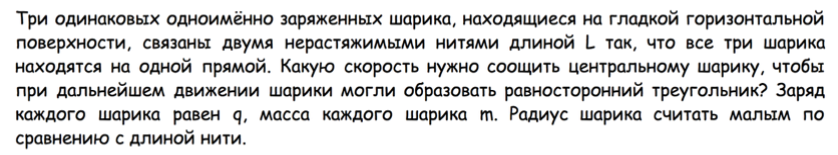 Три одинаковых одноимённо заряженных шарика, находящиеся на гладкой горизонтальной
поверхности, связаны двумя нерастяжимыми нитями длиной L так, что все три шарика
находятся на одной прямой. Какую скорость нужно соощить центральному шарику, чтобы
при дальнейшем движении шарики могли образовать равносторонний треугольник? Заряд
каждого шарика равен q, масса каждого шарика m. Радиус шарика считать малым по
сравнению с длиной нити.